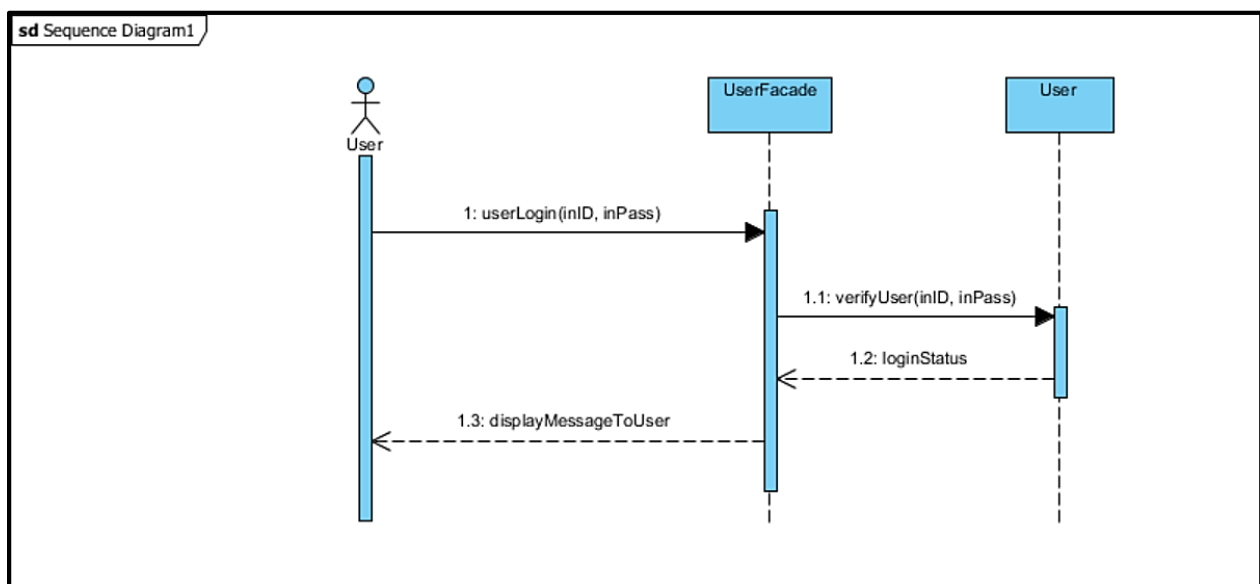 sd Sequence Diagram1
User
UserFacade
User
1: userLogin(inID, inPass)
1.1: verifyUser(inID, inPass)
1.2: loginStatus
1.3: displayMessageToUser